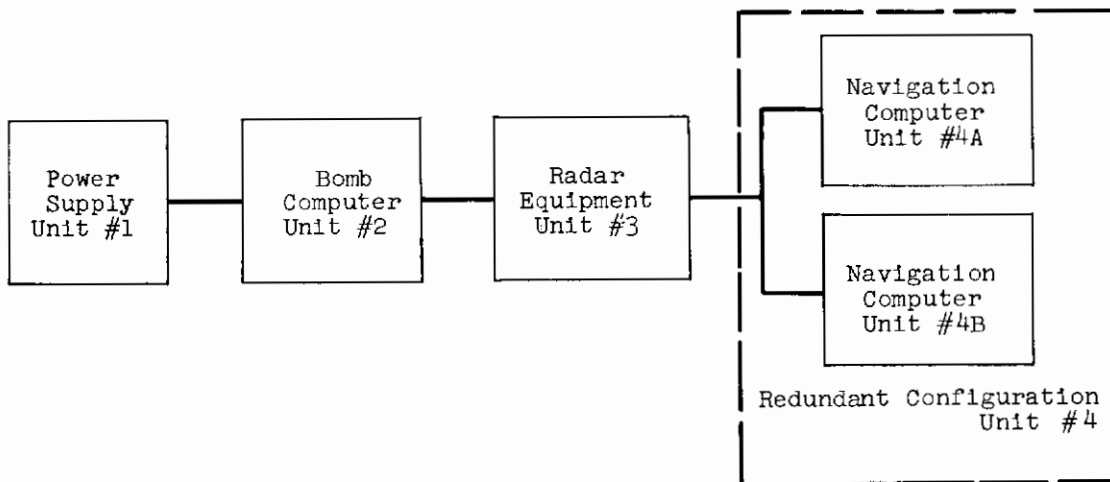 Power
Supply
Unit #1
Bomb
Computer
Unit #2
Radar
Equipment
Unit #3
Navigation
Computer
Unit #4A
Navigation
Computer
Unit #4B
Redundant Configuration
Unit #4